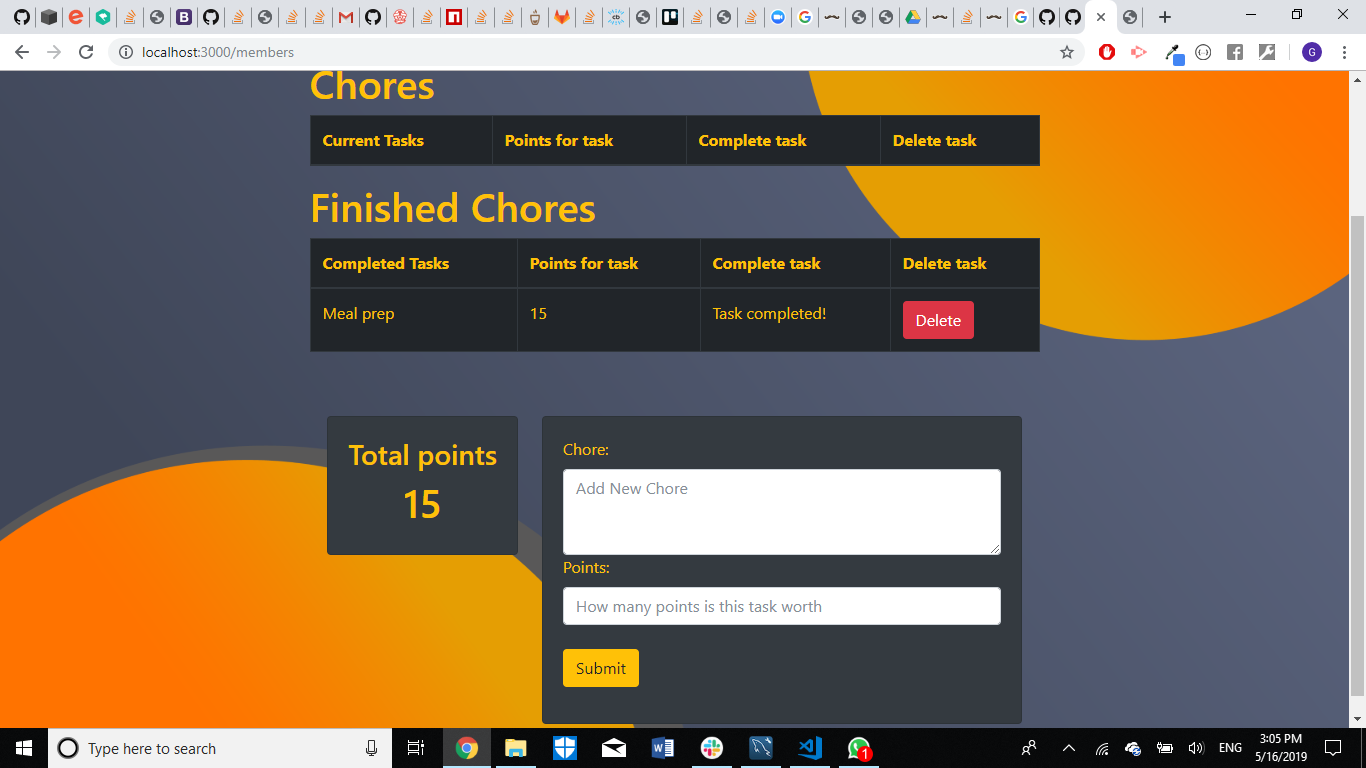 localhost:3000/members
G
Chores
Current Tasks Points for task Complete task Delete task
Finished Chores
Completed Tasks Points for task Complete task Delete task
Meal prep 15 Task completed! Delete
Total points
15
Chore:
Add New Chore
Points:
How many points is this task worth
Submit
Type here to search
1
ENG
3:05 PM
5/16/2019